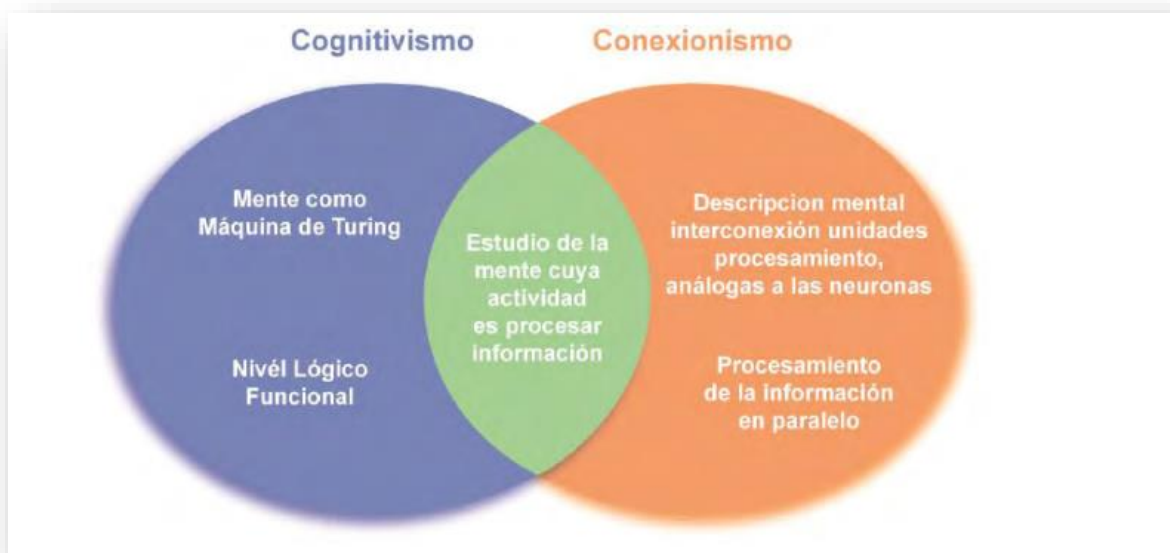 Cognitivismo
Conexionismo
Mente como
Máquina de Turing
Nivél Lógico
Funcional
Estudio de la
mente cuya
actividad
es procesar
información
Descripcion mental
interconexión unidades
procesamiento,
análogas a las neuronas
Procesamiento
de la información
en paralelo